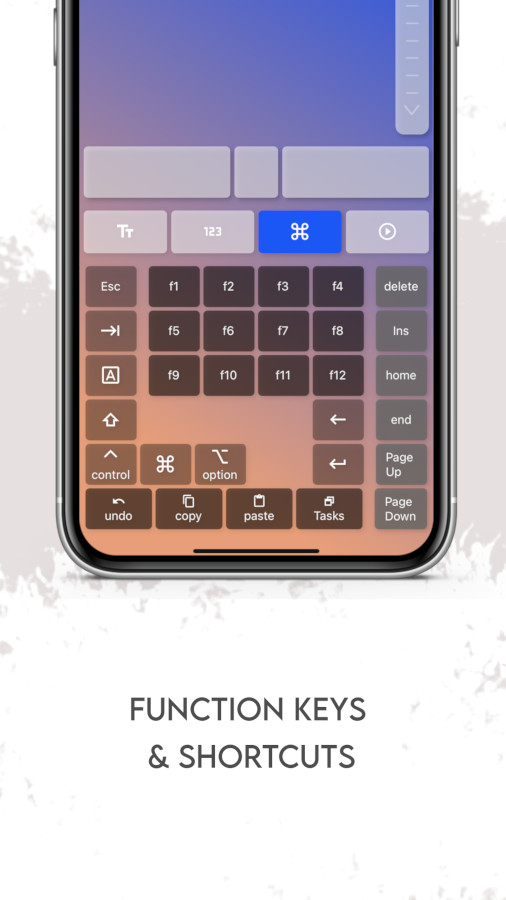 Tт 123 ⌘
Esc f1 f2 f3 f4 delete
f5 f6 f7 f8 Ins
A f9 f10 f11 f12 home
end
control ⌘ option Page Up
undo copy paste Tasks Page Down
FUNCTION KEYS
& SHORTCUTS